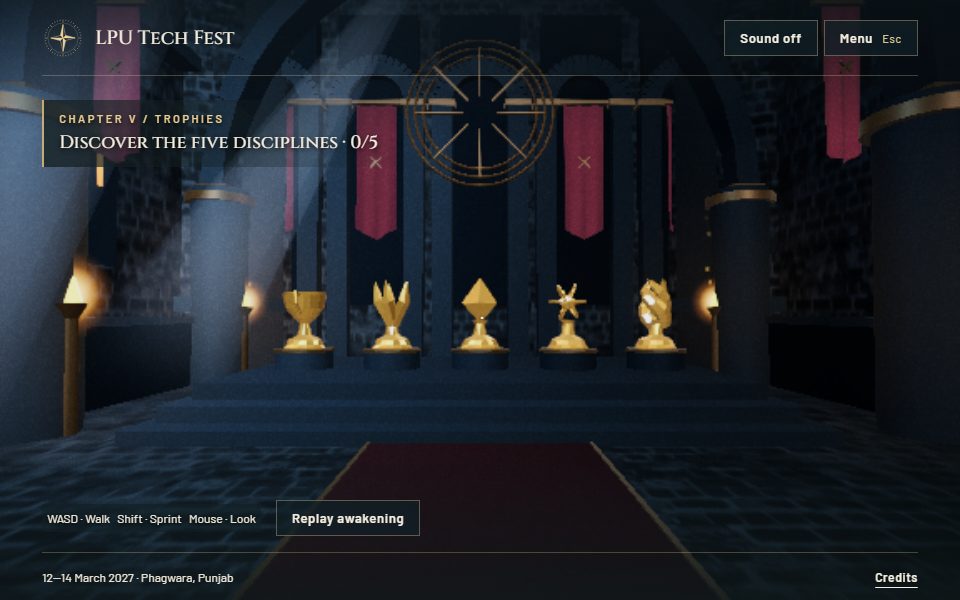 LPU Tech Fest
Sound off
Menu Esc
CHAPTER V / TROPHIES
Discover the five disciplines · 0/5
WASD · Walk Shift · Sprint Mouse · Look
Replay awakening
12—14 March 2027 · Phagwara, Punjab
Credits